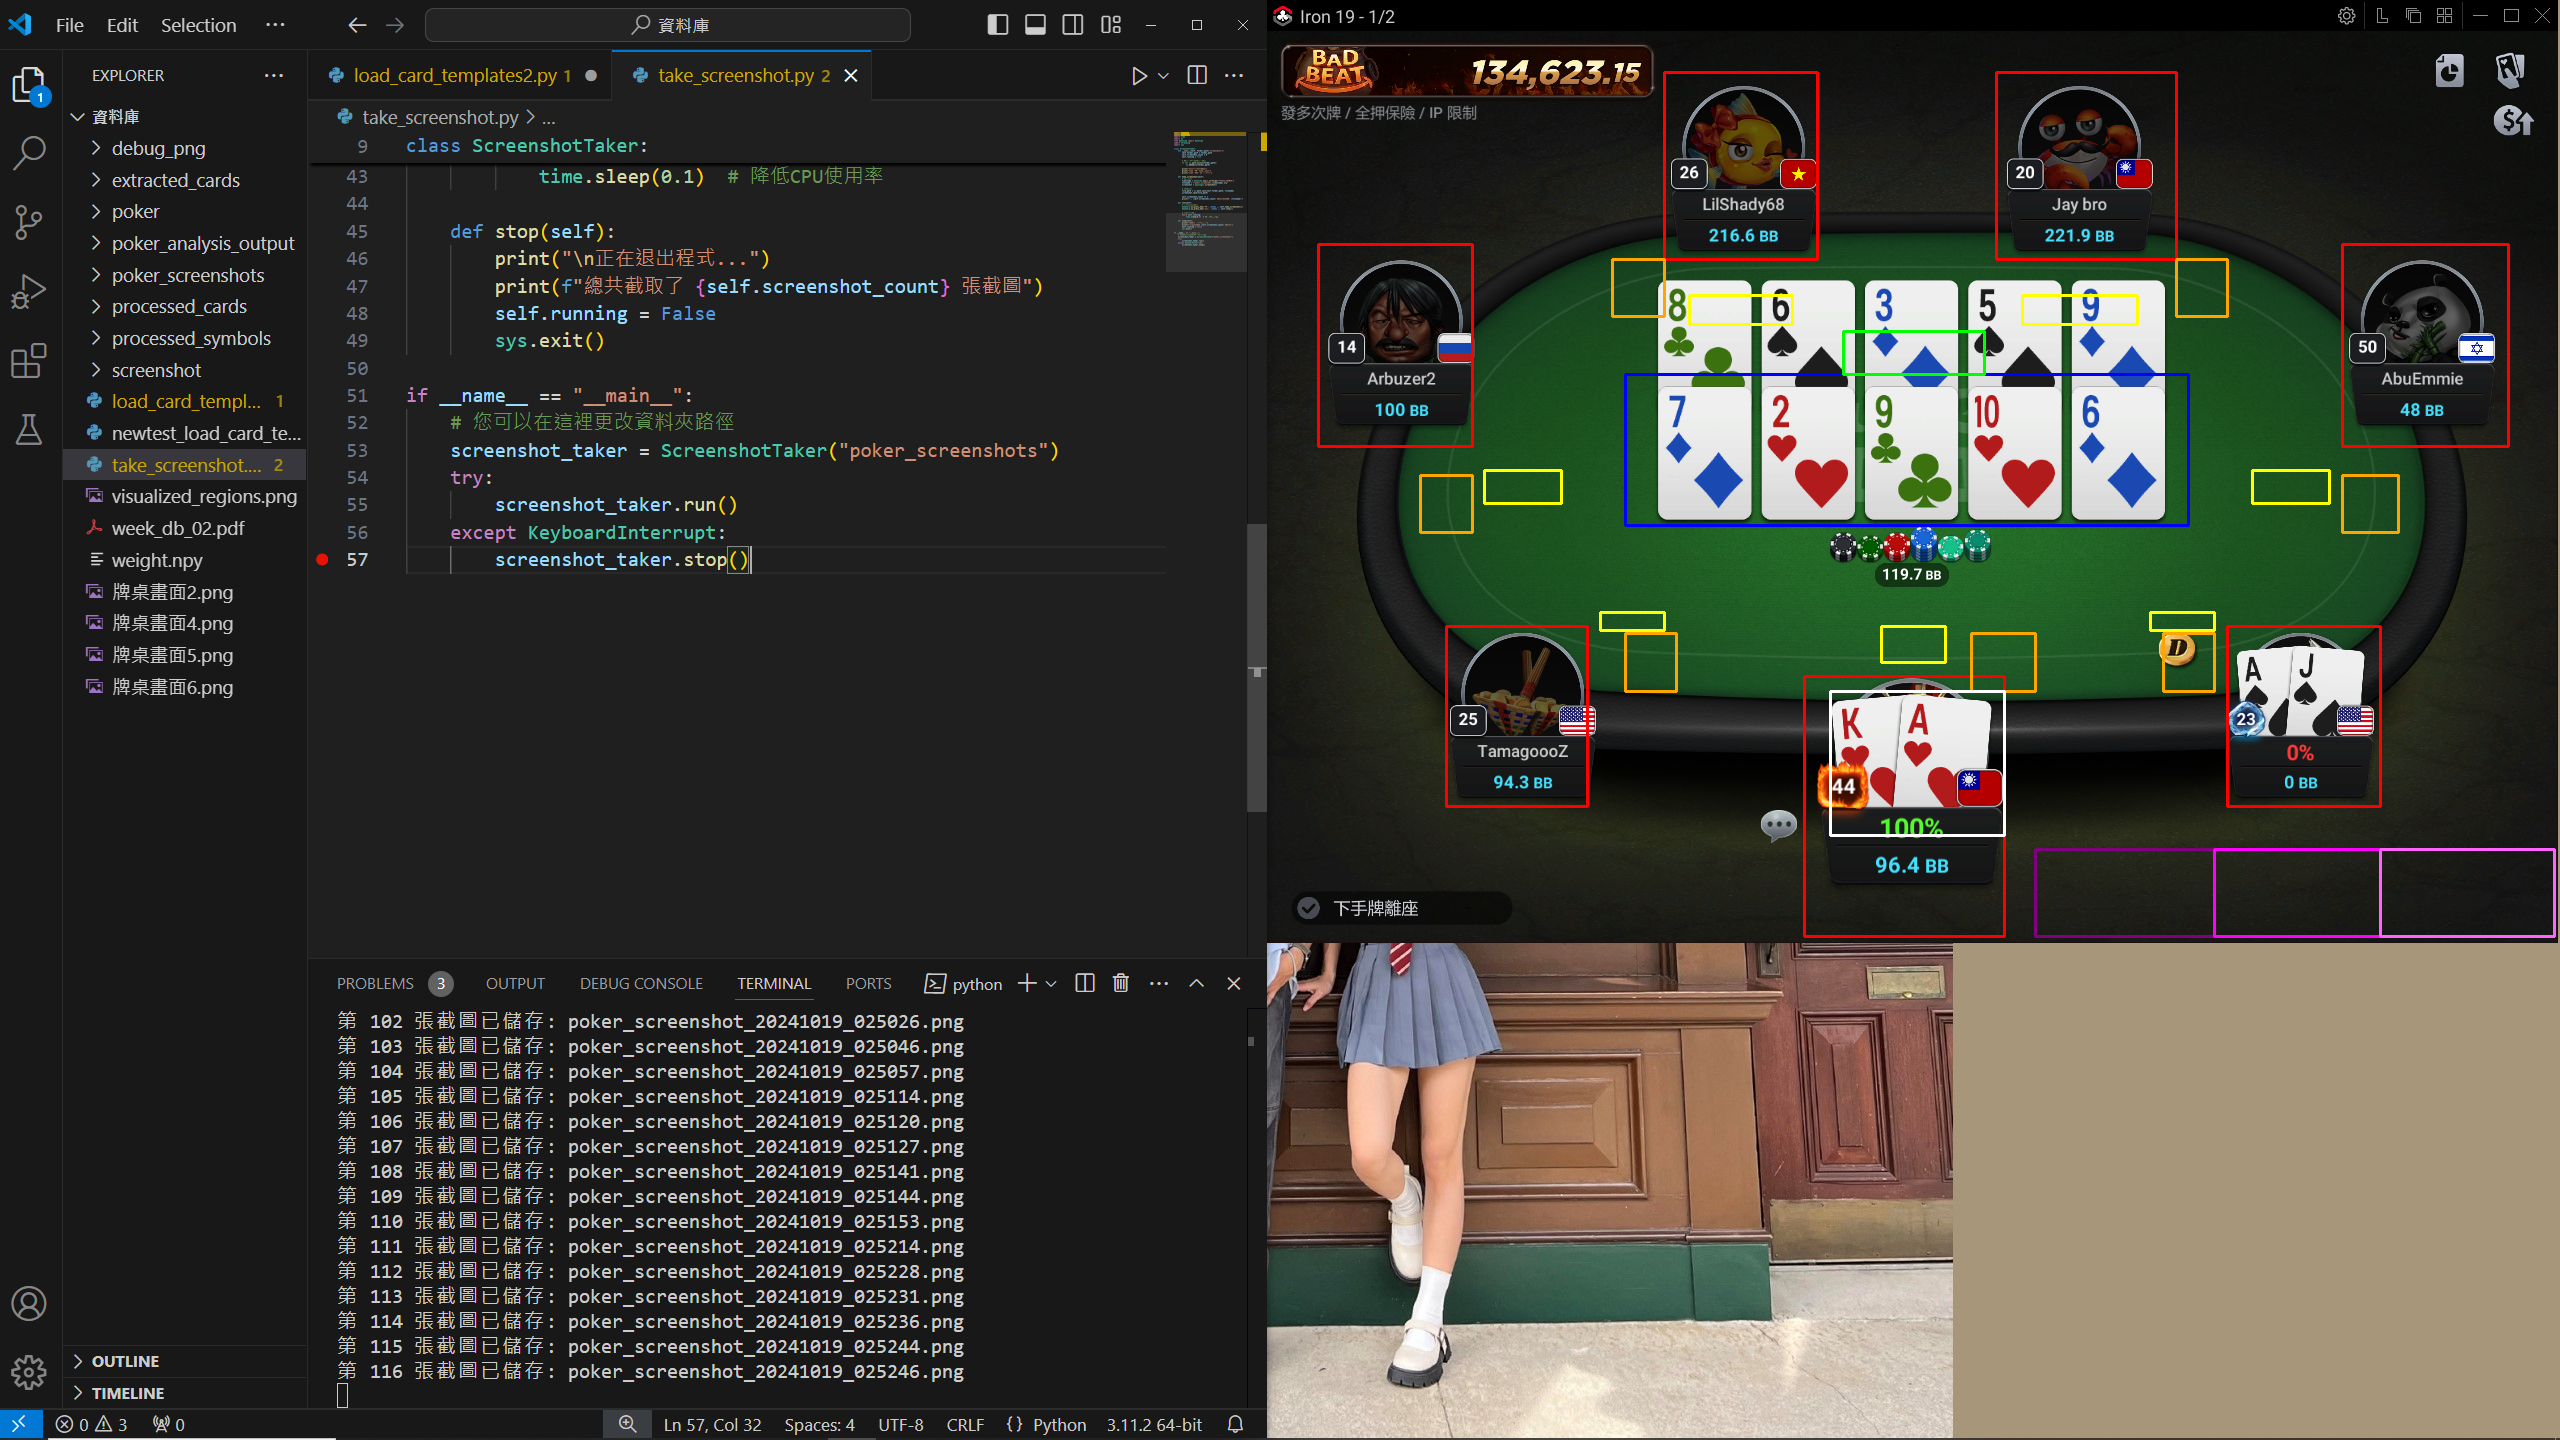 File Edit Selection ···
資料庫
EXPLORER ···
資料庫
debug_png
extracted_cards
poker
poker_analysis_output
poker_screenshots
processed_cards
processed_symbols
screenshot
load_card_templ... 1
newtest_load_card_te...
take_screenshot.... 2
visualized_regions.png
week_db_02.pdf
weight.npy
牌桌畫面2.png
牌桌畫面4.png
牌桌畫面5.png
牌桌畫面6.png
OUTLINE
TIMELINE
1
load_card_templates2.py 1
take_screenshot.py 2
take_screenshot.py > ...
9 class ScreenshotTaker:
43 time.sleep(0.1) # 降低CPU使用率
44
45 def stop(self):
46 print("\n正在退出程式...")
47 print(f"總共截取了 {self.screenshot_count} 張截圖")
48 self.running = False
49 sys.exit()
50
51 if __name__ == "__main__":
52 # 您可以在這裡更改資料夾路徑
53 screenshot_taker = ScreenshotTaker("poker_screenshots")
54 try:
55 screenshot_taker.run()
56 except KeyboardInterrupt:
57 screenshot_taker.stop()
PROBLEMS 3 OUTPUT DEBUG CONSOLE TERMINAL PORTS python
第 102 張截圖已儲存: poker_screenshot_20241019_025026.png
第 103 張截圖已儲存: poker_screenshot_20241019_025046.png
第 104 張截圖已儲存: poker_screenshot_20241019_025057.png
第 105 張截圖已儲存: poker_screenshot_20241019_025114.png
第 106 張截圖已儲存: poker_screenshot_20241019_025120.png
第 107 張截圖已儲存: poker_screenshot_20241019_025127.png
第 108 張截圖已儲存: poker_screenshot_20241019_025141.png
第 109 張截圖已儲存: poker_screenshot_20241019_025144.png
第 110 張截圖已儲存: poker_screenshot_20241019_025153.png
第 111 張截圖已儲存: poker_screenshot_20241019_025214.png
第 112 張截圖已儲存: poker_screenshot_20241019_025228.png
第 113 張截圖已儲存: poker_screenshot_20241019_025231.png
第 114 張截圖已儲存: poker_screenshot_20241019_025236.png
第 115 張截圖已儲存: poker_screenshot_20241019_025244.png
第 116 張截圖已儲存: poker_screenshot_20241019_025246.png
0 3 0 Ln 57, Col 32 Spaces: 4 UTF-8 CRLF {} Python 3.11.2 64-bit
Iron 19 - 1/2
BAD BEAT 134,623.15
發多次牌 / 全押保險 / IP 限制
26
LilShady68
216.6 BB
20
Jay bro
221.9 BB
14
Arbuzer2
100 BB
50
AbuEmmie
48 BB
8 6 3 5 9
7 2 9 10 6
119.7 BB
D
25
TamagoooZ
94.3 BB
K A
44
100%
96.4 BB
A J
23
0%
0 BB
下手牌離座